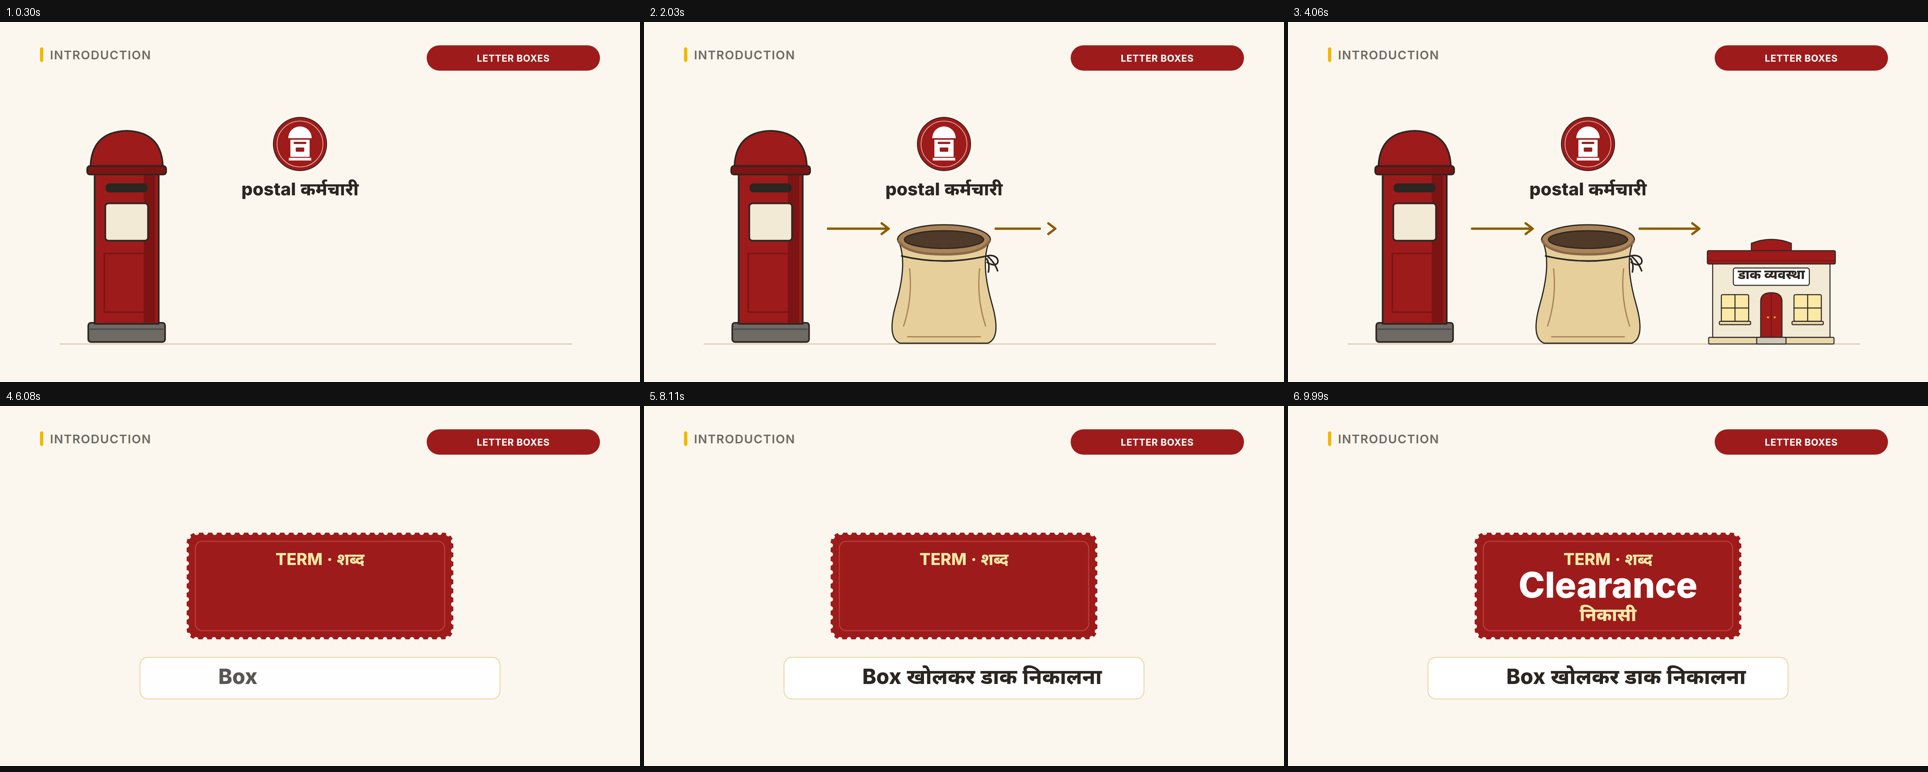 1. 0.30s
INTRODUCTION
LETTER BOXES
postal कर्मचारी
2. 2.03s
INTRODUCTION
LETTER BOXES
postal कर्मचारी
3. 4.06s
INTRODUCTION
LETTER BOXES
postal कर्मचारी
डाक व्यवस्था
4. 6.08s
INTRODUCTION
LETTER BOXES
TERM · शब्द
Box
5. 8.11s
INTRODUCTION
LETTER BOXES
TERM · शब्द
Box खोलकर डाक निकालना
6. 9.99s
INTRODUCTION
LETTER BOXES
TERM · शब्द
Clearance
निकासी
Box खोलकर डाक निकालना